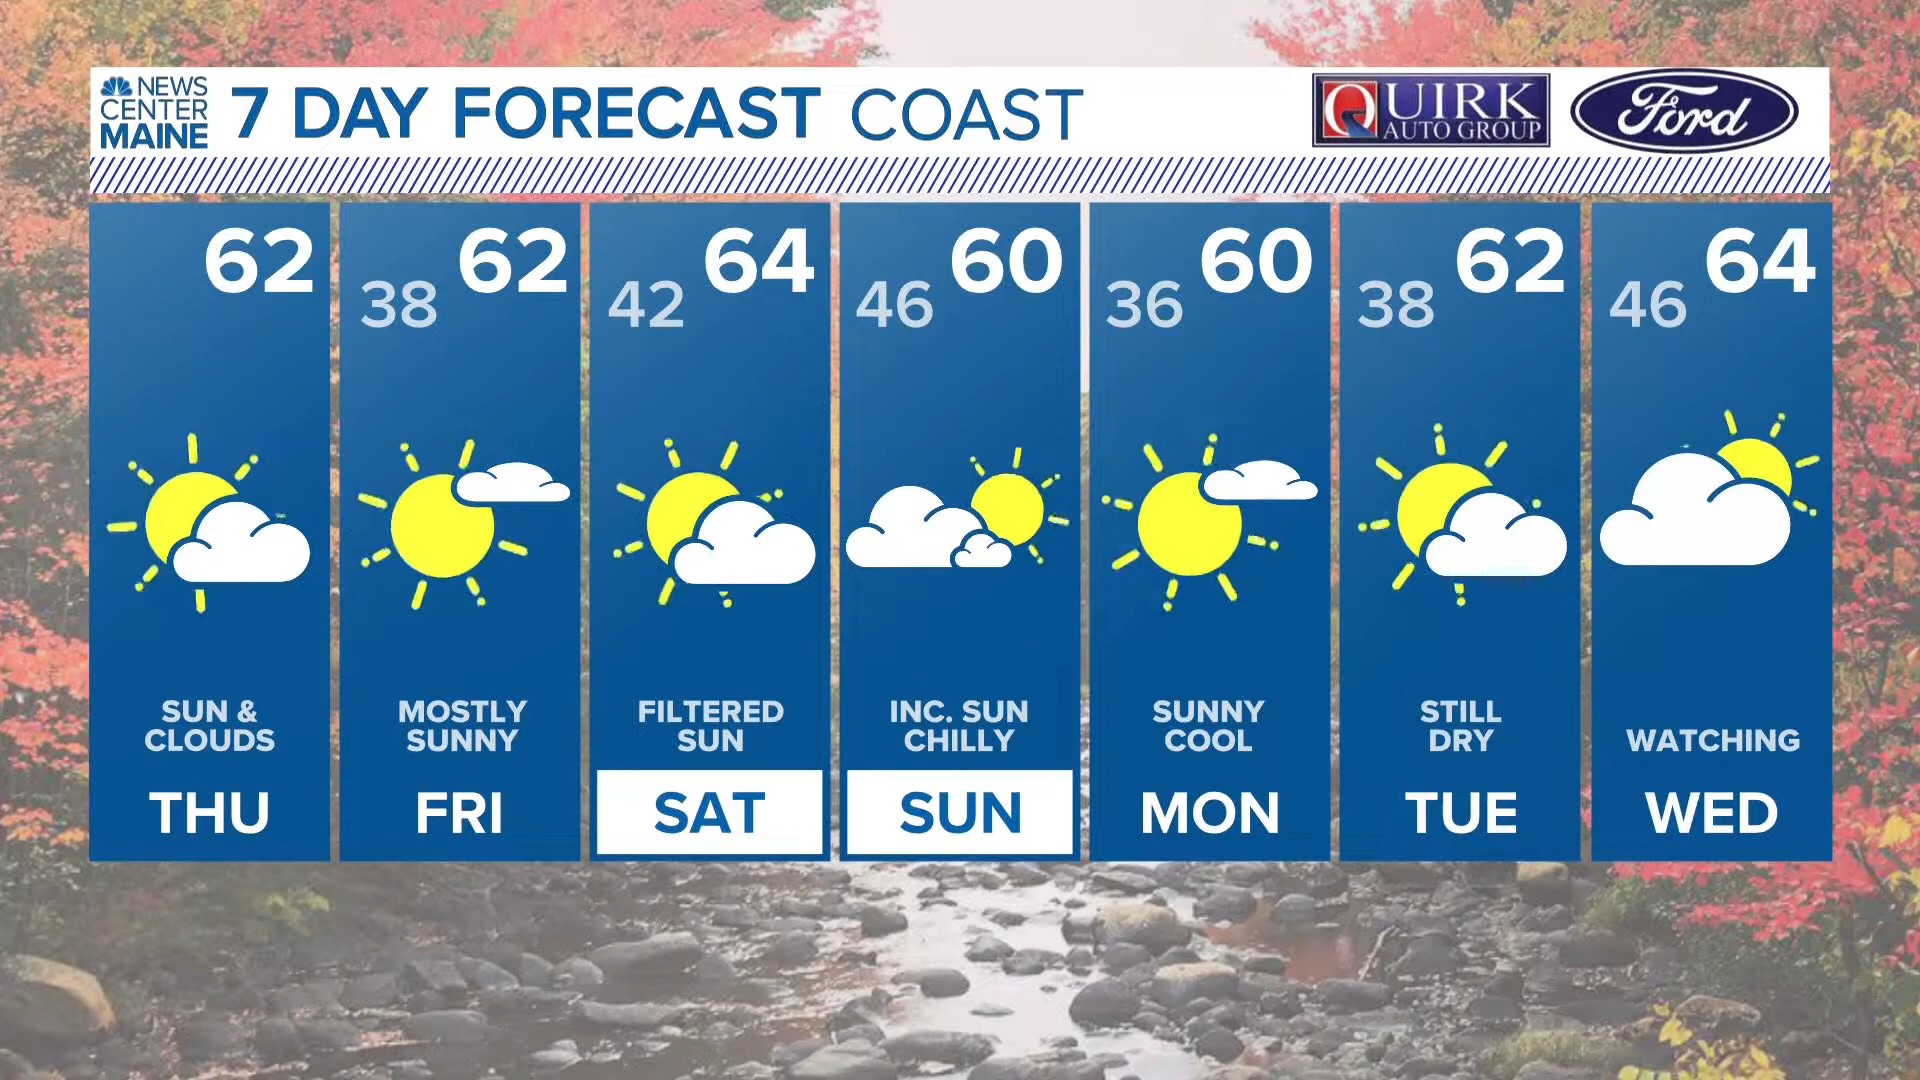 NEWS
CENTER
MAINE
7 DAY FORECAST COAST
QUIRK
AUTO GROUP
Ford
62
38 62
42 64
46 60
36 60
38 62
46 64
SUN &
CLOUDS
THU
MOSTLY
SUNNY
FRI
FILTERED
SUN
SAT
INC. SUN
CHILLY
SUN
SUNNY
COOL
MON
STILL
DRY
TUE
WATCHING
WED